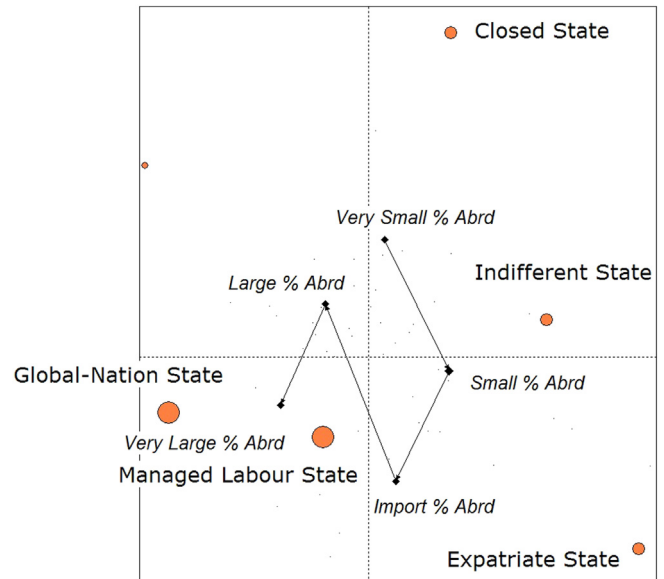 Closed State
Very Small % Abrd
Indifferent State
Large % Abrd
Global-Nation State
Small % Abrd
Very Large % Abrd
Managed Labour State
Import % Abrd
Expatriate State